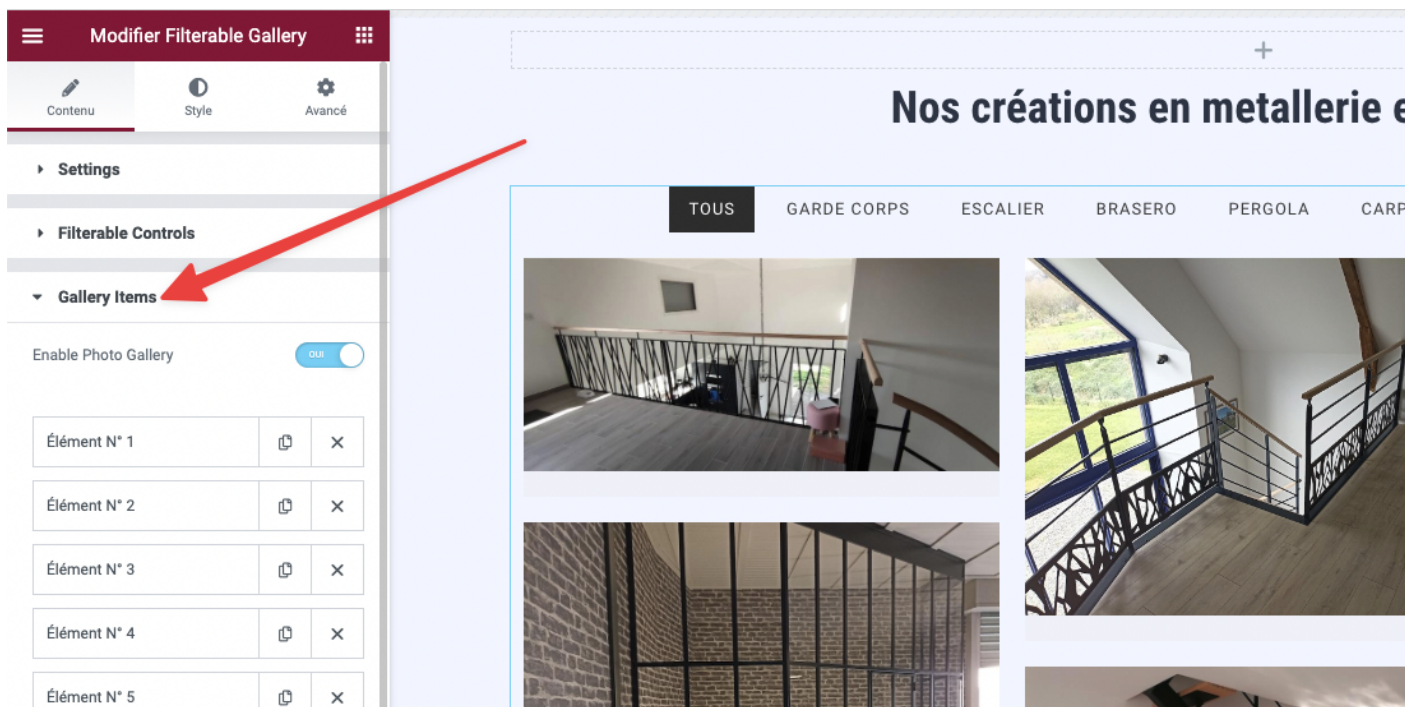 Modifier Filterable Gallery
Contenu
Style
Avancé
Settings
Filterable Controls
Gallery Items
Enable Photo Gallery
OUI
Élément N° 1
Élément N° 2
Élément N° 3
Élément N° 4
Élément N° 5
Nos créations en metallerie e
TOUS
GARDE CORPS
ESCALIER
BRASERO
PERGOLA
CARP